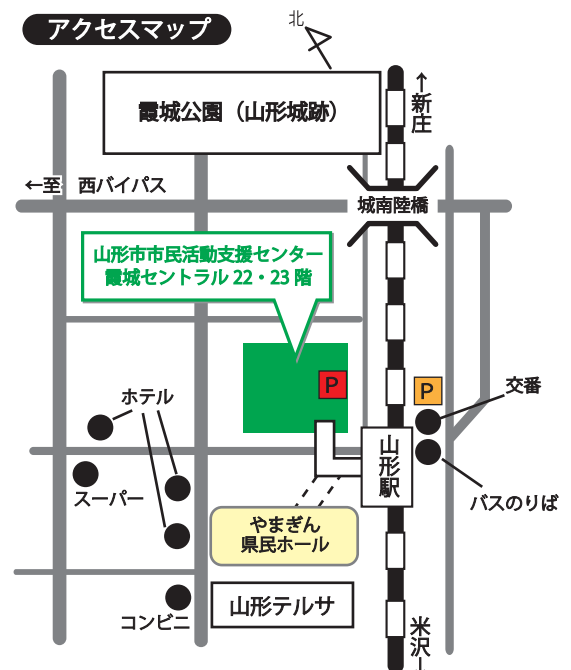 アクセスマップ
北
霞城公園（山形城跡）
↑
新庄
←至　西バイパス
城南陸橋
山形市市民活動支援センター
霞城セントラル 22・23 階
P
P
交番
ホテル
山形駅
スーパー
バスのりば
やまぎん
県民ホール
山形テルサ
コンビニ
米沢
↓